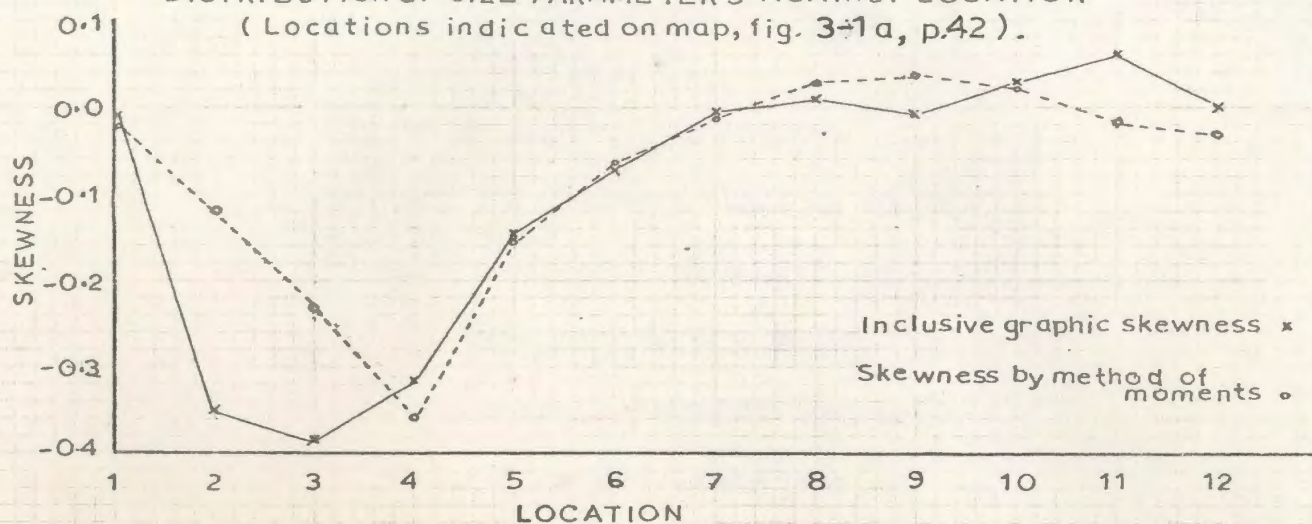 DISTRIBUTION OF SIZE PARAMETERS AGAINST LOCATION
( Locations indicated on map, fig. 3-1a, p.42 ).
0.1
0.0
-0.1
-0.2
-0.3
-0.4
SKEWNESS
Inclusive graphic skewness x
Skewness by method of
moments o
1 2 3 4 5 6 7 8 9 10 11 12
LOCATION